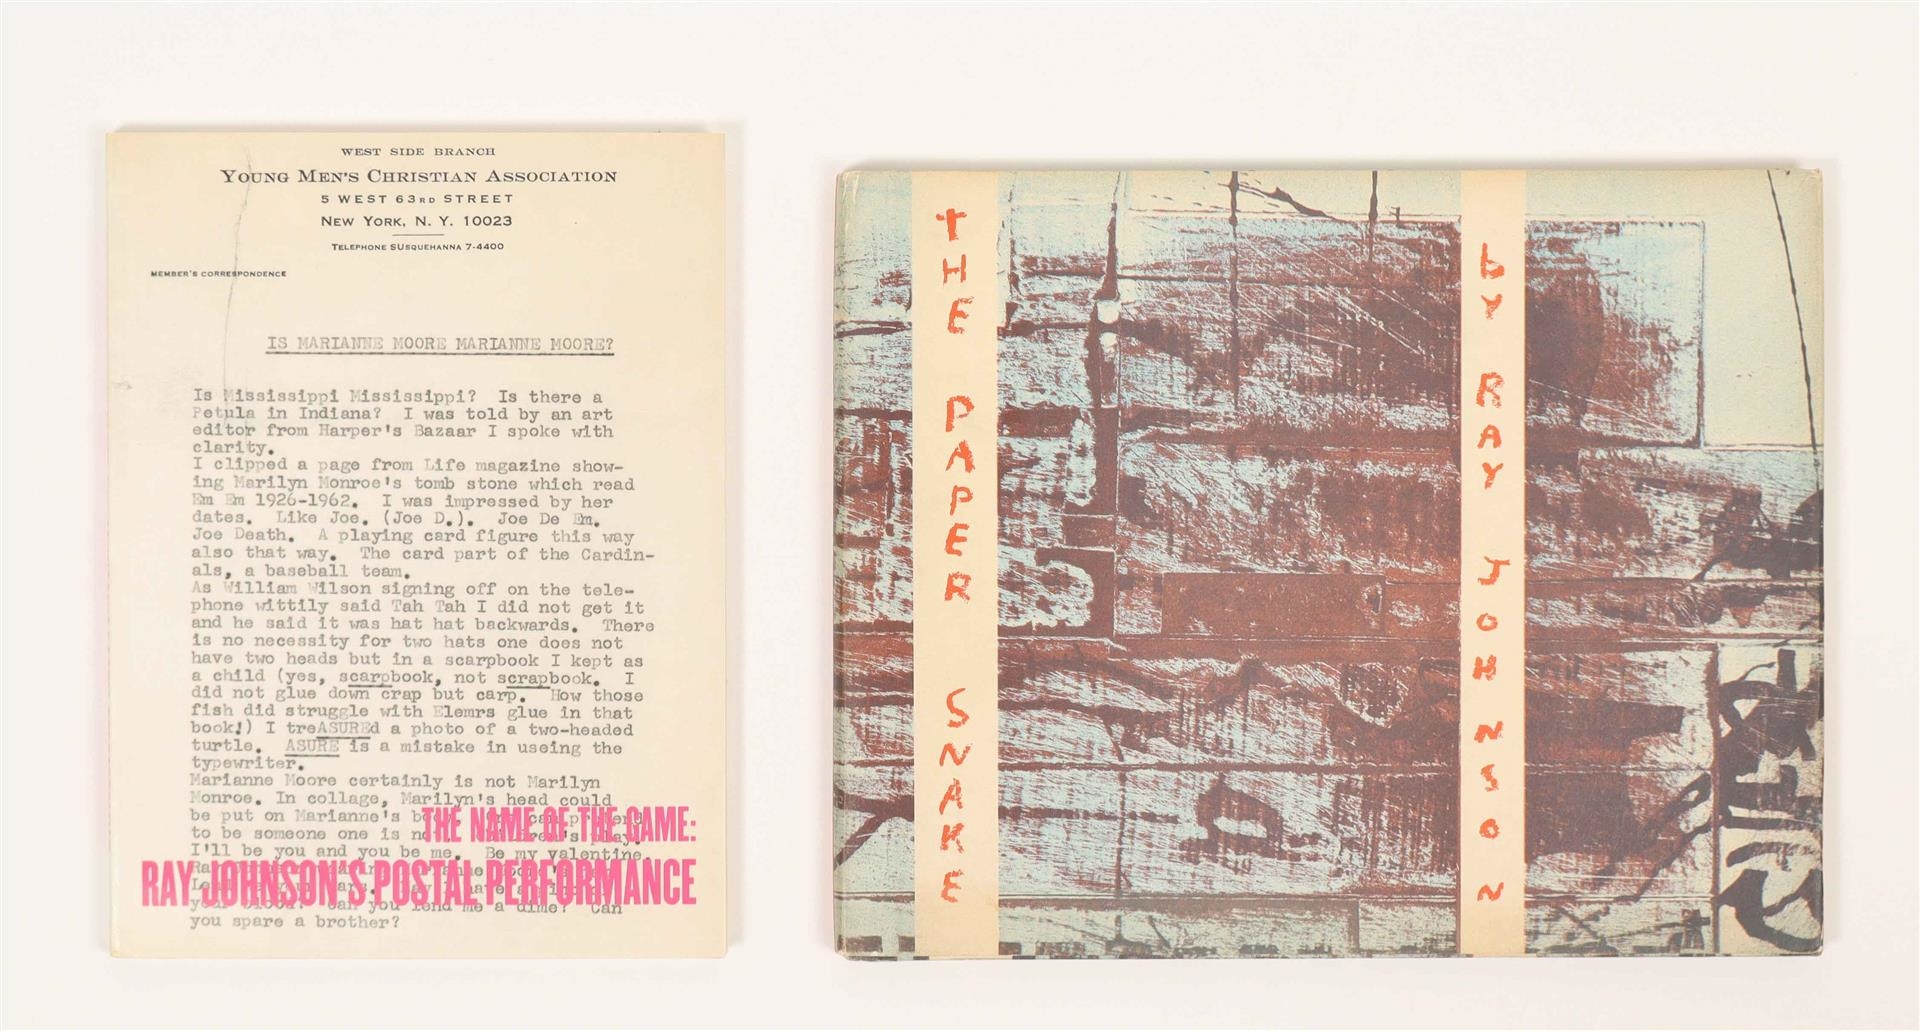 WEST SIDE BRANCH
YOUNG MEN'S CHRISTIAN ASSOCIATION
5 WEST 63RD STREET
NEW YORK, N. Y. 10023
TELEPHONE SUSQUEHANNA 7-4400
MEMBER'S CORRESPONDENCE
IS MARIANNE MOORE MARIANNE MOORE?
Is Mississippi Mississippi? Is there a
Petula in Indiana? I was told by an art
editor from Harper's Bazaar I spoke with
clarity.
I clipped a page from Life magazine show-
ing Marilyn Monroe's tomb stone which read
Em Em 1926-1962. I was impressed by her
dates. Like Joe. (Joe D.). Joe De Em.
Joe Death. A playing card figure this way
also that way. The card part of the Cardin-
als, a baseball team.
As William Wilson signing off on the tele-
phone wittily said Tah Tah I did not get it
and he said it was hat hat backwards. There
is no necessity for two hats one does not
have two heads but in a scarpbook I kept as
a child (yes, scarpbook, not scrapbook. I
did not glue down crap but carp. How those
fish did struggle with Elemrs glue in that
book!) I treASUREd a photo of a two-headed
turtle. ASURE is a mistake in useing the
typewriter.
Marianne Moore certainly is not Marilyn
Monroe. In collage, Marilyn's head could
be put on Marianne's
to be someone one is
I'll be you and you be me. Be my valentine.
your can you lend me a dime? Can
you spare a brother?
THE NAME OF THE GAME:
RAY JOHNSON'S POSTAL PERFORMANCE
THE PAPER SNAKE
by RAY JOHNSON